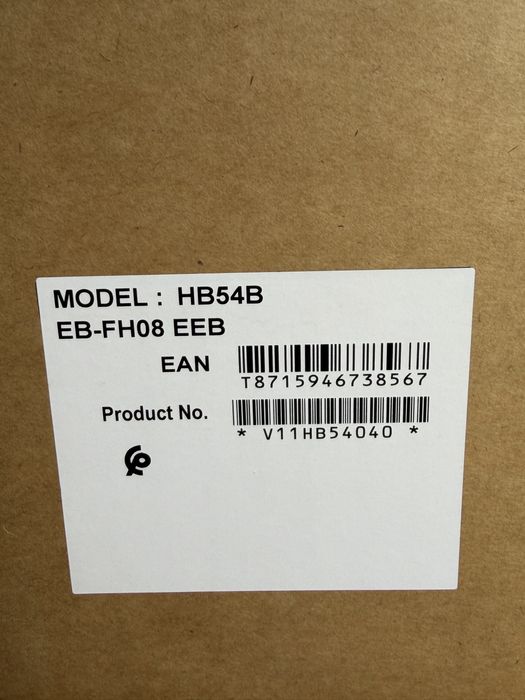 MODEL : HB54B
EB-FH08 EEB
EAN
T8715946738567
Product No.
* V11HB54040 *